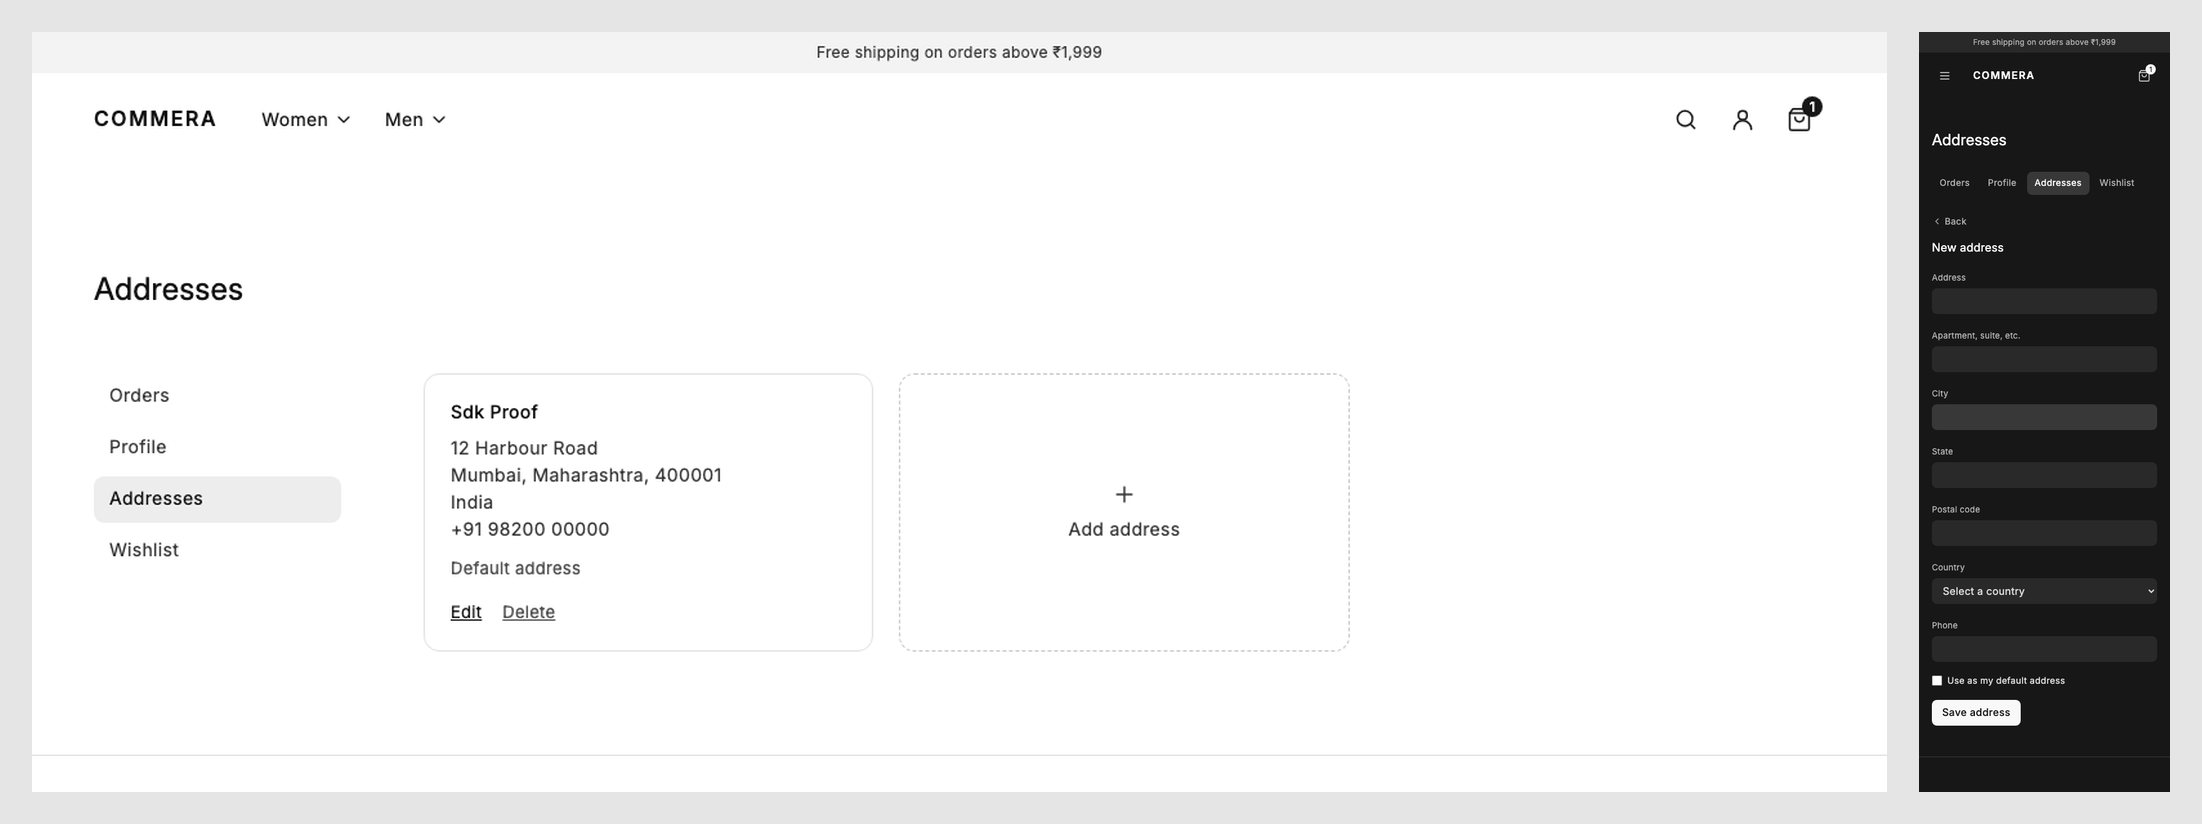 Free shipping on orders above ₹1,999
COMMERA Women Men 1
Addresses
Orders
Profile
Addresses
Wishlist
Sdk Proof
12 Harbour Road
Mumbai, Maharashtra, 400001
India
+91 98200 00000
Default address
Edit Delete
Add address
Free shipping on orders above ₹1,999
COMMERA 1
Addresses
Orders Profile Addresses Wishlist
Back
New address
Address
Apartment, suite, etc.
City
State
Postal code
Country
Select a country
Phone
Use as my default address
Save address